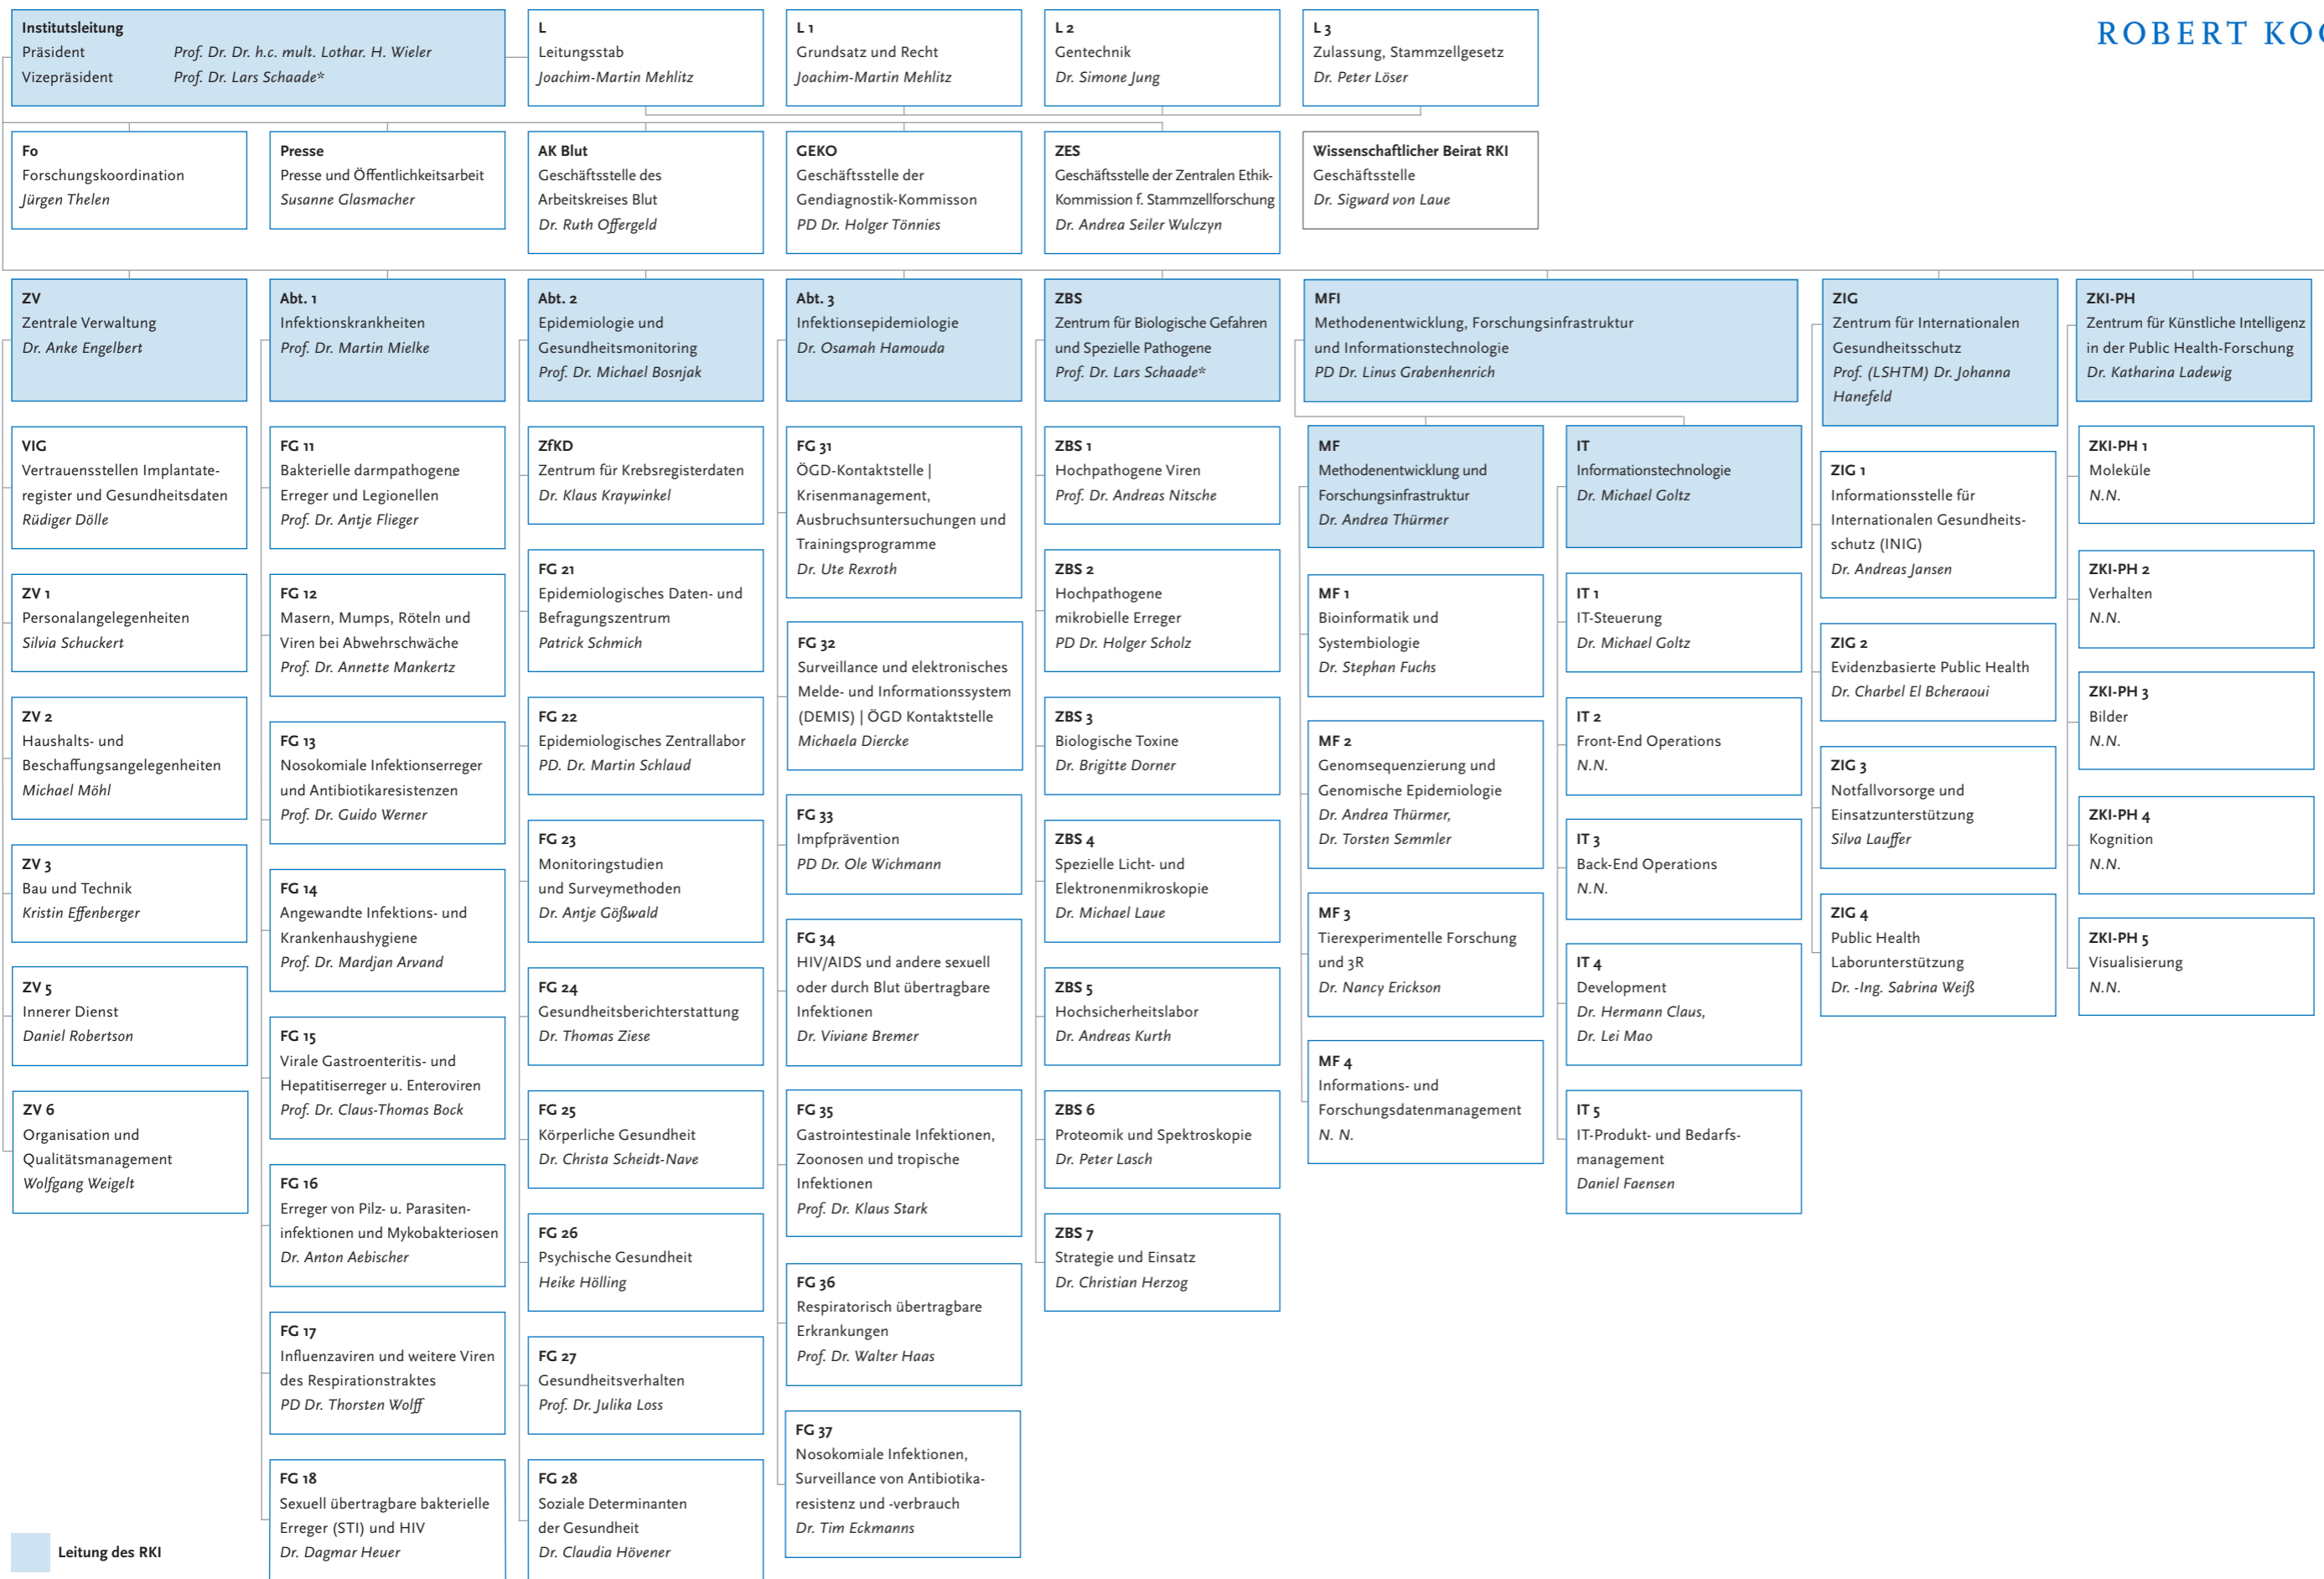 ROBERT KO
Institutsleitung
Präsident Prof. Dr. Dr. h.c. mult. Lothar. H. Wieler
Vizepräsident Prof. Dr. Lars Schaade*
L
Leitungsstab
Joachim-Martin Mehlitz
L 1
Grundsatz und Recht
Joachim-Martin Mehlitz
L 2
Gentechnik
Dr. Simone Jung
L 3
Zulassung, Stammzellgesetz
Dr. Peter Löser
Fo
Forschungskoordination
Jürgen Thelen
Presse
Presse und Öffentlichkeitsarbeit
Susanne Glasmacher
AK Blut
Geschäftsstelle des
Arbeitskreises Blut
Dr. Ruth Offergeld
GEKO
Geschäftsstelle der
Gendiagnostik-Kommisson
PD Dr. Holger Tönnies
ZES
Geschäftsstelle der Zentralen Ethik-
Kommission f. Stammzellforschung
Dr. Andrea Seiler Wulczyn
Wissenschaftlicher Beirat RKI
Geschäftsstelle
Dr. Sigward von Laue
ZV
Zentrale Verwaltung
Dr. Anke Engelbert
VIG
Vertrauensstellen Implantate-
register und Gesundheitsdaten
Rüdiger Dölle
ZV 1
Personalangelegenheiten
Silvia Schuckert
ZV 2
Haushalts- und
Beschaffungsangelegenheiten
Michael Möhl
ZV 3
Bau und Technik
Kristin Effenberger
ZV 5
Innerer Dienst
Daniel Robertson
ZV 6
Organisation und
Qualitätsmanagement
Wolfgang Weigelt
Abt. 1
Infektionskrankheiten
Prof. Dr. Martin Mielke
FG 11
Bakterielle darmpathogene
Erreger und Legionellen
Prof. Dr. Antje Flieger
FG 12
Masern, Mumps, Röteln und
Viren bei Abwehrschwäche
Prof. Dr. Annette Mankertz
FG 13
Nosokomiale Infektionserreger
und Antibiotikaresistenzen
Prof. Dr. Guido Werner
FG 14
Angewandte Infektions- und
Krankenhaushygiene
Prof. Dr. Mardjan Arvand
FG 15
Virale Gastroenteritis- und
Hepatitiserreger u. Enteroviren
Prof. Dr. Claus-Thomas Bock
FG 16
Erreger von Pilz- u. Parasiten-
infektionen und Mykobakteriosen
Dr. Anton Aebischer
FG 17
Influenzaviren und weitere Viren
des Respirationstraktes
PD Dr. Thorsten Wolff
FG 18
Sexuell übertragbare bakterielle
Erreger (STI) und HIV
Dr. Dagmar Heuer
Abt. 2
Epidemiologie und
Gesundheitsmonitoring
Prof. Dr. Michael Bosnjak
ZfKD
Zentrum für Krebsregisterdaten
Dr. Klaus Kraywinkel
FG 21
Epidemiologisches Daten- und
Befragungszentrum
Patrick Schmich
FG 22
Epidemiologisches Zentrallabor
PD. Dr. Martin Schlaud
FG 23
Monitoringstudien
und Surveymethoden
Dr. Antje Gößwald
FG 24
Gesundheitsberichterstattung
Dr. Thomas Ziese
FG 25
Körperliche Gesundheit
Dr. Christa Scheidt-Nave
FG 26
Psychische Gesundheit
Heike Hölling
FG 27
Gesundheitsverhalten
Prof. Dr. Julika Loss
FG 28
Soziale Determinanten
der Gesundheit
Dr. Claudia Hövener
Abt. 3
Infektionsepidemiologie
Dr. Osamah Hamouda
FG 31
ÖGD-Kontaktstelle |
Krisenmanagement,
Ausbruchsuntersuchungen und
Trainingsprogramme
Dr. Ute Rexroth
FG 32
Surveillance und elektronisches
Melde- und Informationssystem
(DEMIS) | ÖGD Kontaktstelle
Michaela Diercke
FG 33
Impfprävention
PD Dr. Ole Wichmann
FG 34
HIV/AIDS und andere sexuell
oder durch Blut übertragbare
Infektionen
Dr. Viviane Bremer
FG 35
Gastrointestinale Infektionen,
Zoonosen und tropische
Infektionen
Prof. Dr. Klaus Stark
FG 36
Respiratorisch übertragbare
Erkrankungen
Prof. Dr. Walter Haas
FG 37
Nosokomiale Infektionen,
Surveillance von Antibiotika-
resistenz und -verbrauch
Dr. Tim Eckmanns
ZBS
Zentrum für Biologische Gefahren
und Spezielle Pathogene
Prof. Dr. Lars Schaade*
ZBS 1
Hochpathogene Viren
Prof. Dr. Andreas Nitsche
ZBS 2
Hochpathogene
mikrobielle Erreger
PD Dr. Holger Scholz
ZBS 3
Biologische Toxine
Dr. Brigitte Dorner
ZBS 4
Spezielle Licht- und
Elektronenmikroskopie
Dr. Michael Laue
ZBS 5
Hochsicherheitslabor
Dr. Andreas Kurth
ZBS 6
Proteomik und Spektroskopie
Dr. Peter Lasch
ZBS 7
Strategie und Einsatz
Dr. Christian Herzog
MFI
Methodenentwicklung, Forschungsinfrastruktur
und Informationstechnologie
PD Dr. Linus Grabenhenrich
MF
Methodenentwicklung und
Forschungsinfrastruktur
Dr. Andrea Thürmer
MF 1
Bioinformatik und
Systembiologie
Dr. Stephan Fuchs
MF 2
Genomsequenzierung und
Genomische Epidemiologie
Dr. Andrea Thürmer,
Dr. Torsten Semmler
MF 3
Tierexperimentelle Forschung
und 3R
Dr. Nancy Erickson
MF 4
Informations- und
Forschungsdatenmanagement
N. N.
IT
Informationstechnologie
Dr. Michael Goltz
IT 1
IT-Steuerung
Dr. Michael Goltz
IT 2
Front-End Operations
N.N.
IT 3
Back-End Operations
N.N.
IT 4
Development
Dr. Hermann Claus,
Dr. Lei Mao
IT 5
IT-Produkt- und Bedarfs-
management
Daniel Faensen
ZIG
Zentrum für Internationalen
Gesundheitsschutz
Prof. (LSHTM) Dr. Johanna
Hanefeld
ZIG 1
Informationsstelle für
Internationalen Gesundheits-
schutz (INIG)
Dr. Andreas Jansen
ZIG 2
Evidenzbasierte Public Health
Dr. Charbel El Bcheraoui
ZIG 3
Notfallvorsorge und
Einsatzunterstützung
Silva Lauffer
ZIG 4
Public Health
Laborunterstützung
Dr. -Ing. Sabrina Weiß
ZKI-PH
Zentrum für Künstliche Intelligenz
in der Public Health-Forschung
Dr. Katharina Ladewig
ZKI-PH 1
Moleküle
N.N.
ZKI-PH 2
Verhalten
N.N.
ZKI-PH 3
Bilder
N.N.
ZKI-PH 4
Kognition
N.N.
ZKI-PH 5
Visualisierung
N.N.
Leitung des RKI